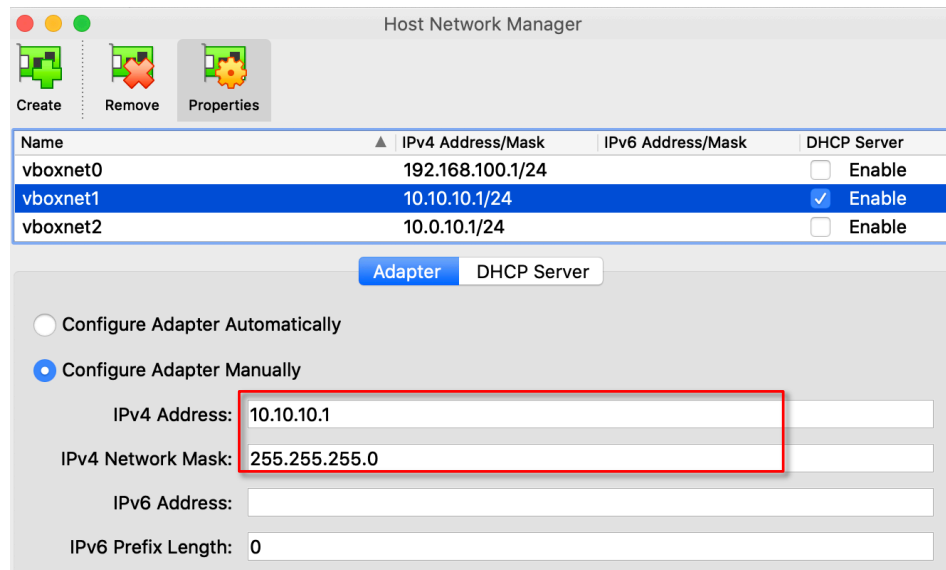 Host Network Manager
Create Remove Properties
Name IPv4 Address/Mask IPv6 Address/Mask DHCP Server
vboxnet0 192.168.100.1/24 Enable
vboxnet1 10.10.10.1/24 Enable
vboxnet2 10.0.10.1/24 Enable
Adapter DHCP Server
Configure Adapter Automatically
Configure Adapter Manually
IPv4 Address: 10.10.10.1
IPv4 Network Mask: 255.255.255.0
IPv6 Address:
IPv6 Prefix Length: 0